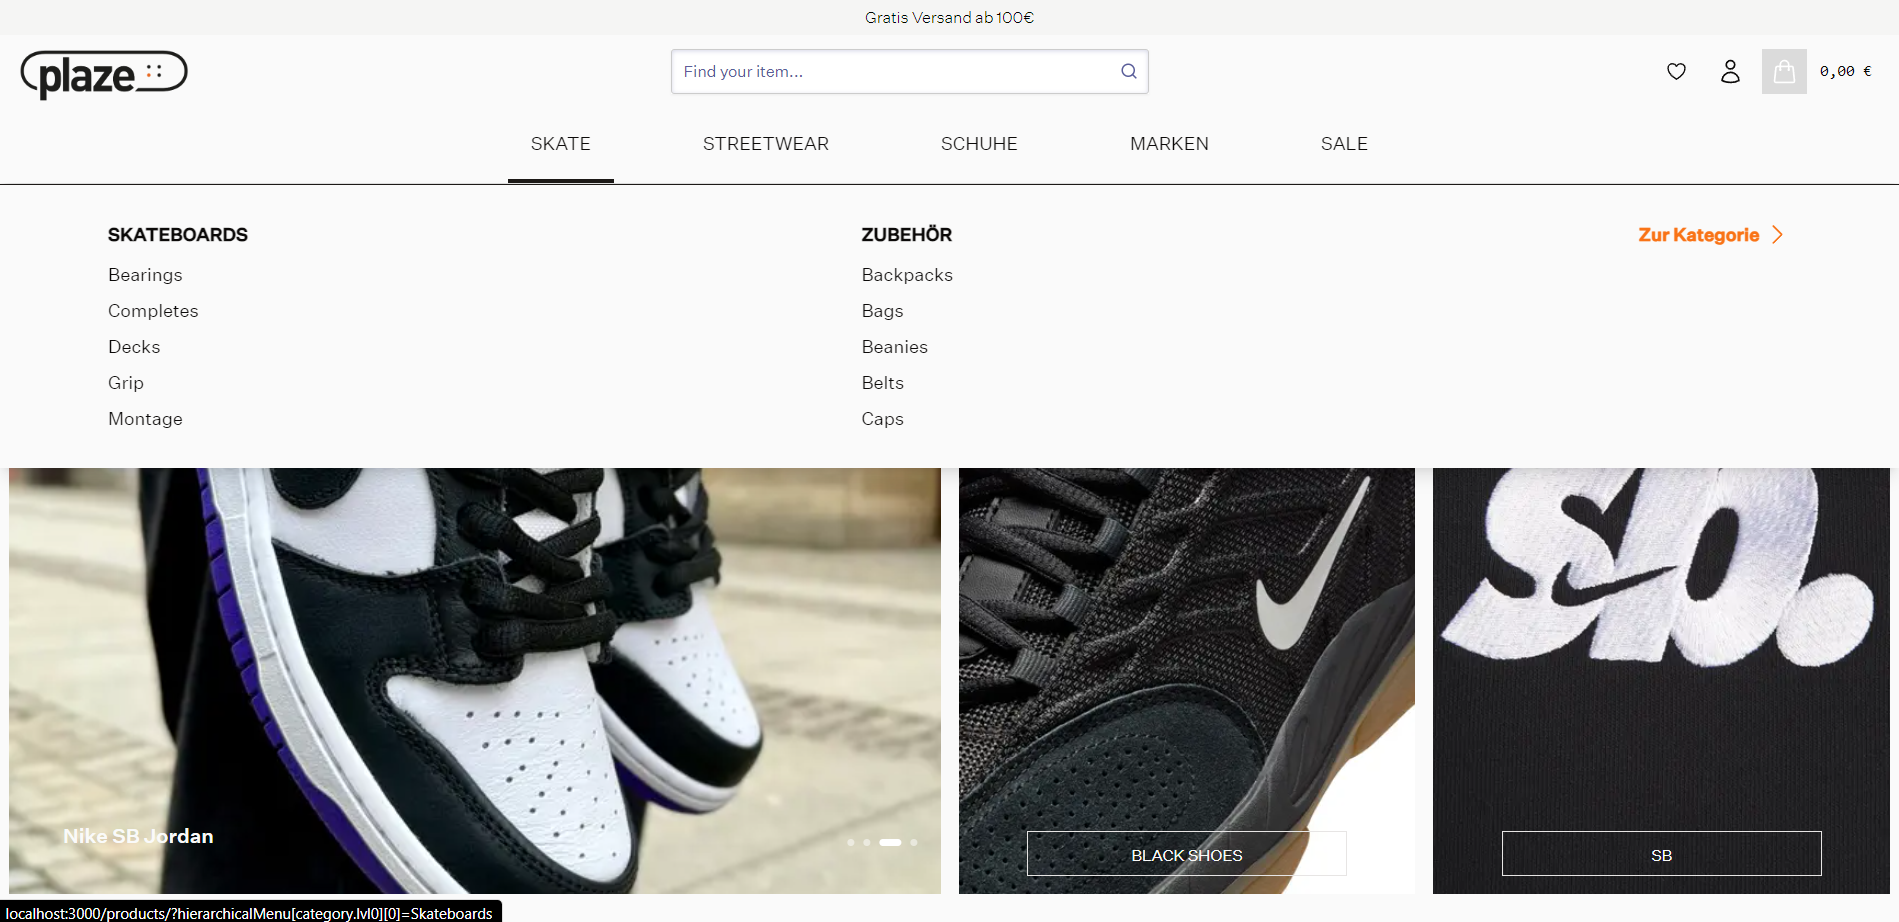 Gratis Versand ab 100€
plaze
Find your item...
0,00 €
SKATE
STREETWEAR
SCHUHE
MARKEN
SALE
SKATEBOARDS
Bearings
Completes
Decks
Grip
Montage
ZUBEHÖR
Backpacks
Bags
Beanies
Belts
Caps
Zur Kategorie
sb.
Nike SB Jordan
BLACK SHOES
SB
localhost:3000/products/?hierarchicalMenu[category.lvl0][0]=Skateboards